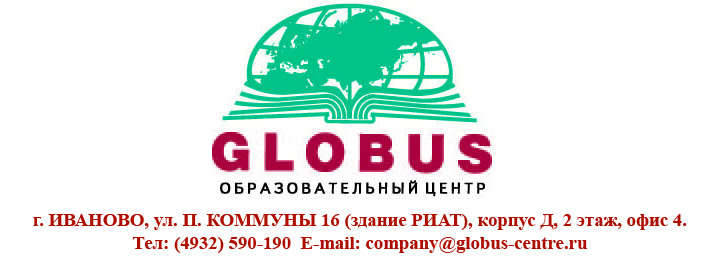 GLOBUS
ОБРАЗОВАТЕЛЬНЫЙ ЦЕНТР
г. ИВАНОВО, ул. П. КОММУНЫ 16 (здание РИАТ), корпус Д, 2 этаж, офис 4.
Тел: (4932) 590-190 E-mail: company@globus-centre.ru